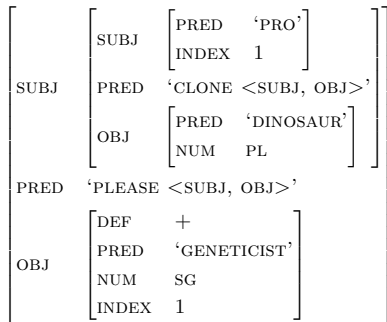 SUBJ SUBJ PRED ‘PRO’
INDEX 1
PRED ‘CLONE <SUBJ, OBJ>’
OBJ PRED ‘DINOSAUR’
NUM PL
PRED ‘PLEASE <SUBJ, OBJ>’
OBJ DEF +
PRED ‘GENETICIST’
NUM SG
INDEX 1